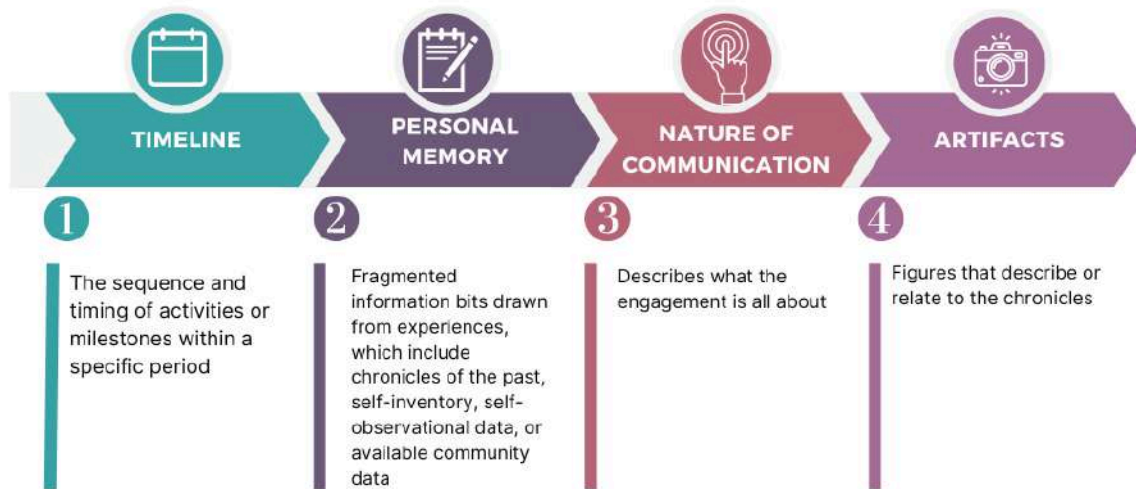 TIMELINE
PERSONAL
MEMORY
NATURE OF
COMMUNICATION
ARTIFACTS
1
The sequence and
timing of activities or
milestones within a
specific period
2
Fragmented
information bits drawn
from experiences,
which include
chronicles of the past,
self-inventory, self-
observational data, or
available community
data
3
Describes what the
engagement is all about
4
Figures that describe or
relate to the chronicles